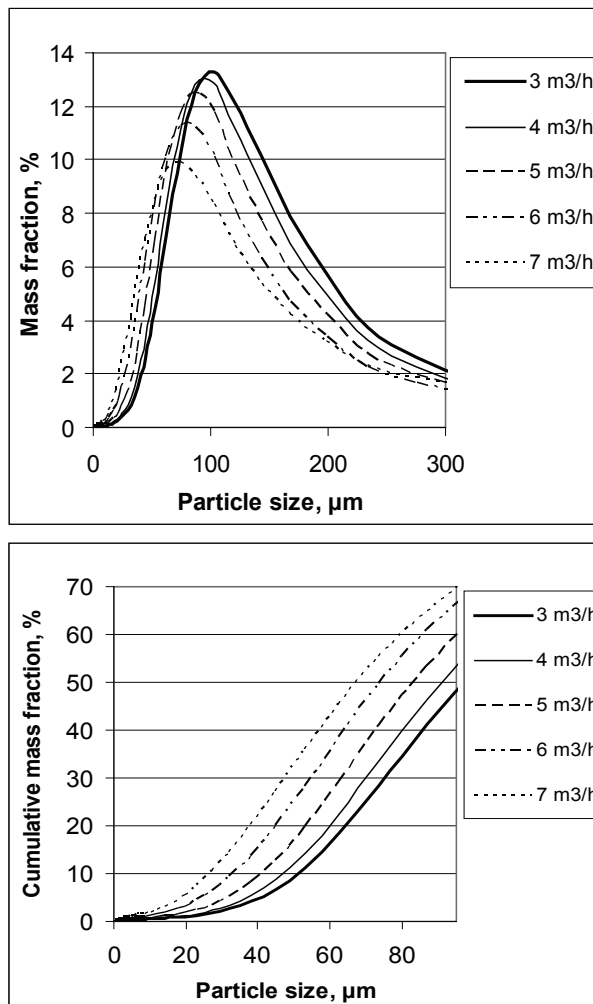 14
12
10
8
6
4
2
0
Mass fraction, %
0 100 200 300
Particle size, µm
3 m3/h
4 m3/h
5 m3/h
6 m3/h
7 m3/h
70
60
50
40
30
20
10
0
Cumulative mass fraction, %
0 20 40 60 80
Particle size, µm
3 m3/h
4 m3/h
5 m3/h
6 m3/h
7 m3/h